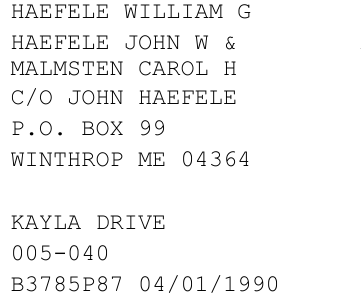 HAEFELE WILLIAM G
HAEFELE JOHN W &
MALMSTEN CAROL H
C/O JOHN HAEFELE
P.O. BOX 99
WINTHROP ME 04364
KAYLA DRIVE
005-040
B3785P87 04/01/1990